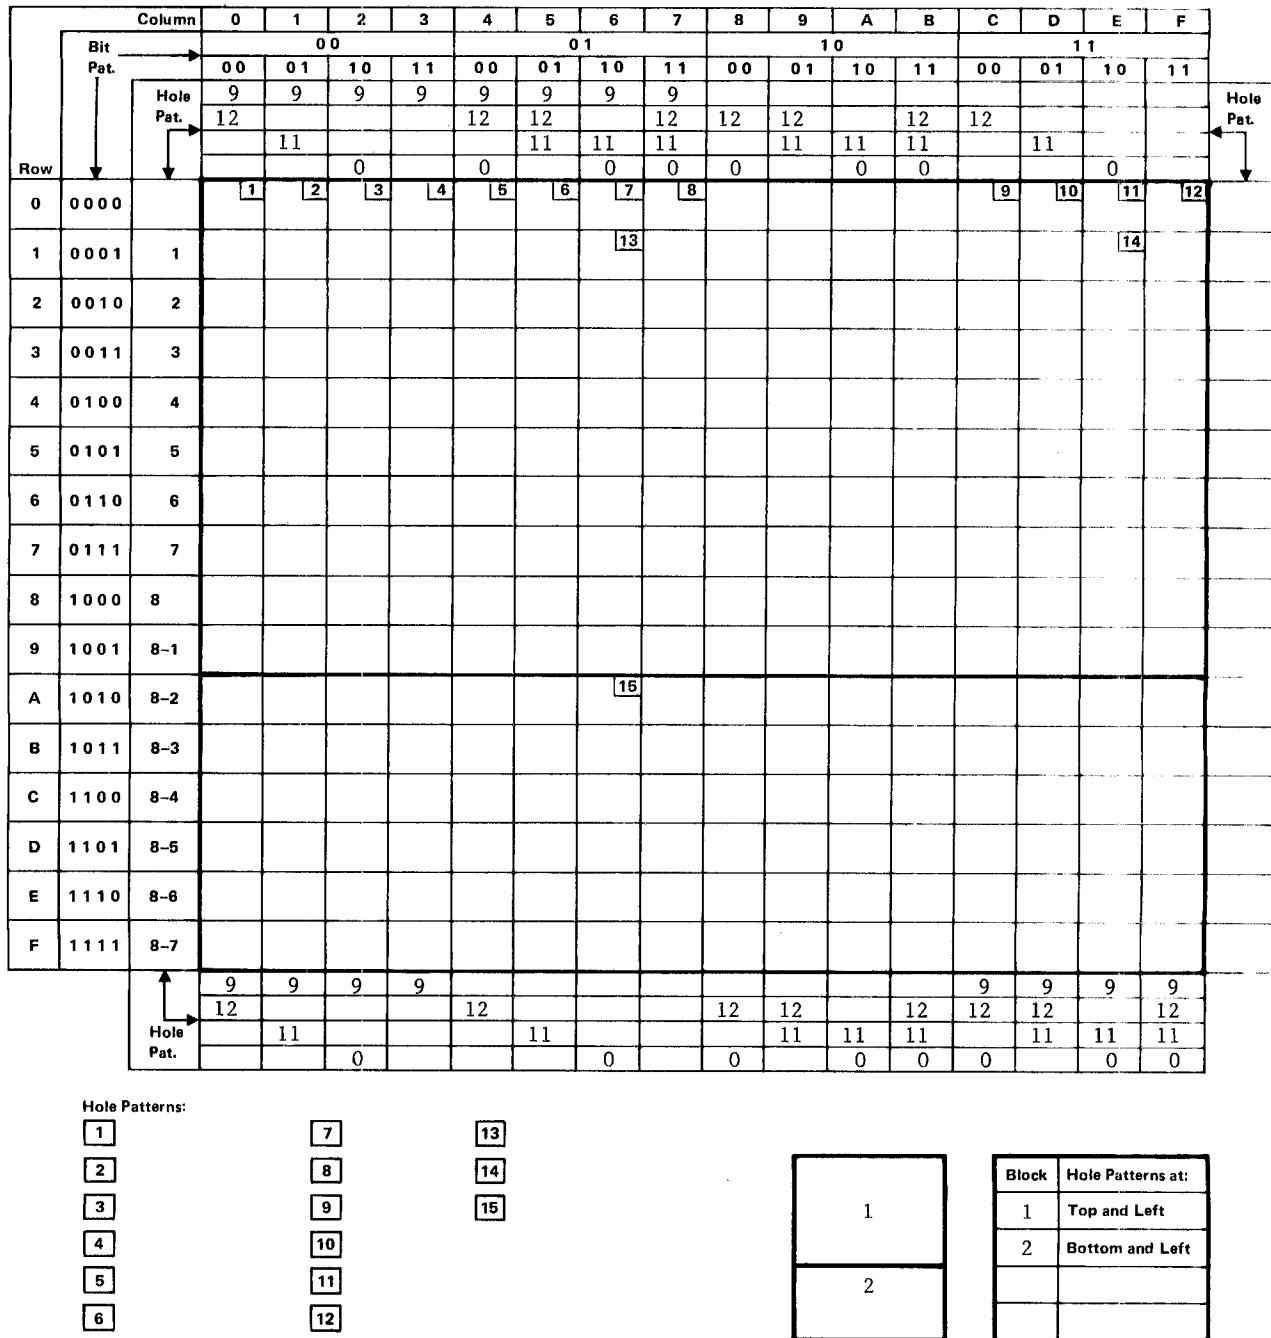 Column 0 1 2 3 4 5 6 7 8 9 A B C D E F
Bit Pat. 00 01 10 11
00 01 10 11 00 01 10 11 00 01 10 11 00 01 10 11
Hole Pat. 9 9 9 9 9 9 9 9 Hole Pat.
12 12 12 12 12 12 12 12
11 11 11 11 11 11 11 11
Row 0 0 0 0 0 0 0 0
0 0000 1 2 3 4 5 6 7 8 9 10 11 12
1 0001 1 13 14
2 0010 2
3 0011 3
4 0100 4
5 0101 5
6 0110 6
7 0111 7
8 1000 8
9 1001 8-1
A 1010 8-2 15
B 1011 8-3
C 1100 8-4
D 1101 8-5
E 1110 8-6
F 1111 8-7
9 9 9 9 9 9 9 9
12 12 12 12 12 12 12 12
Hole Pat. 11 11 11 11 11 11 11 11
0 0 0 0 0 0 0 0
Hole Patterns:
1 7 13
2 8 14
3 9 15
4 10
5 11
6 12
1
2
Block Hole Patterns at:
1 Top and Left
2 Bottom and Left